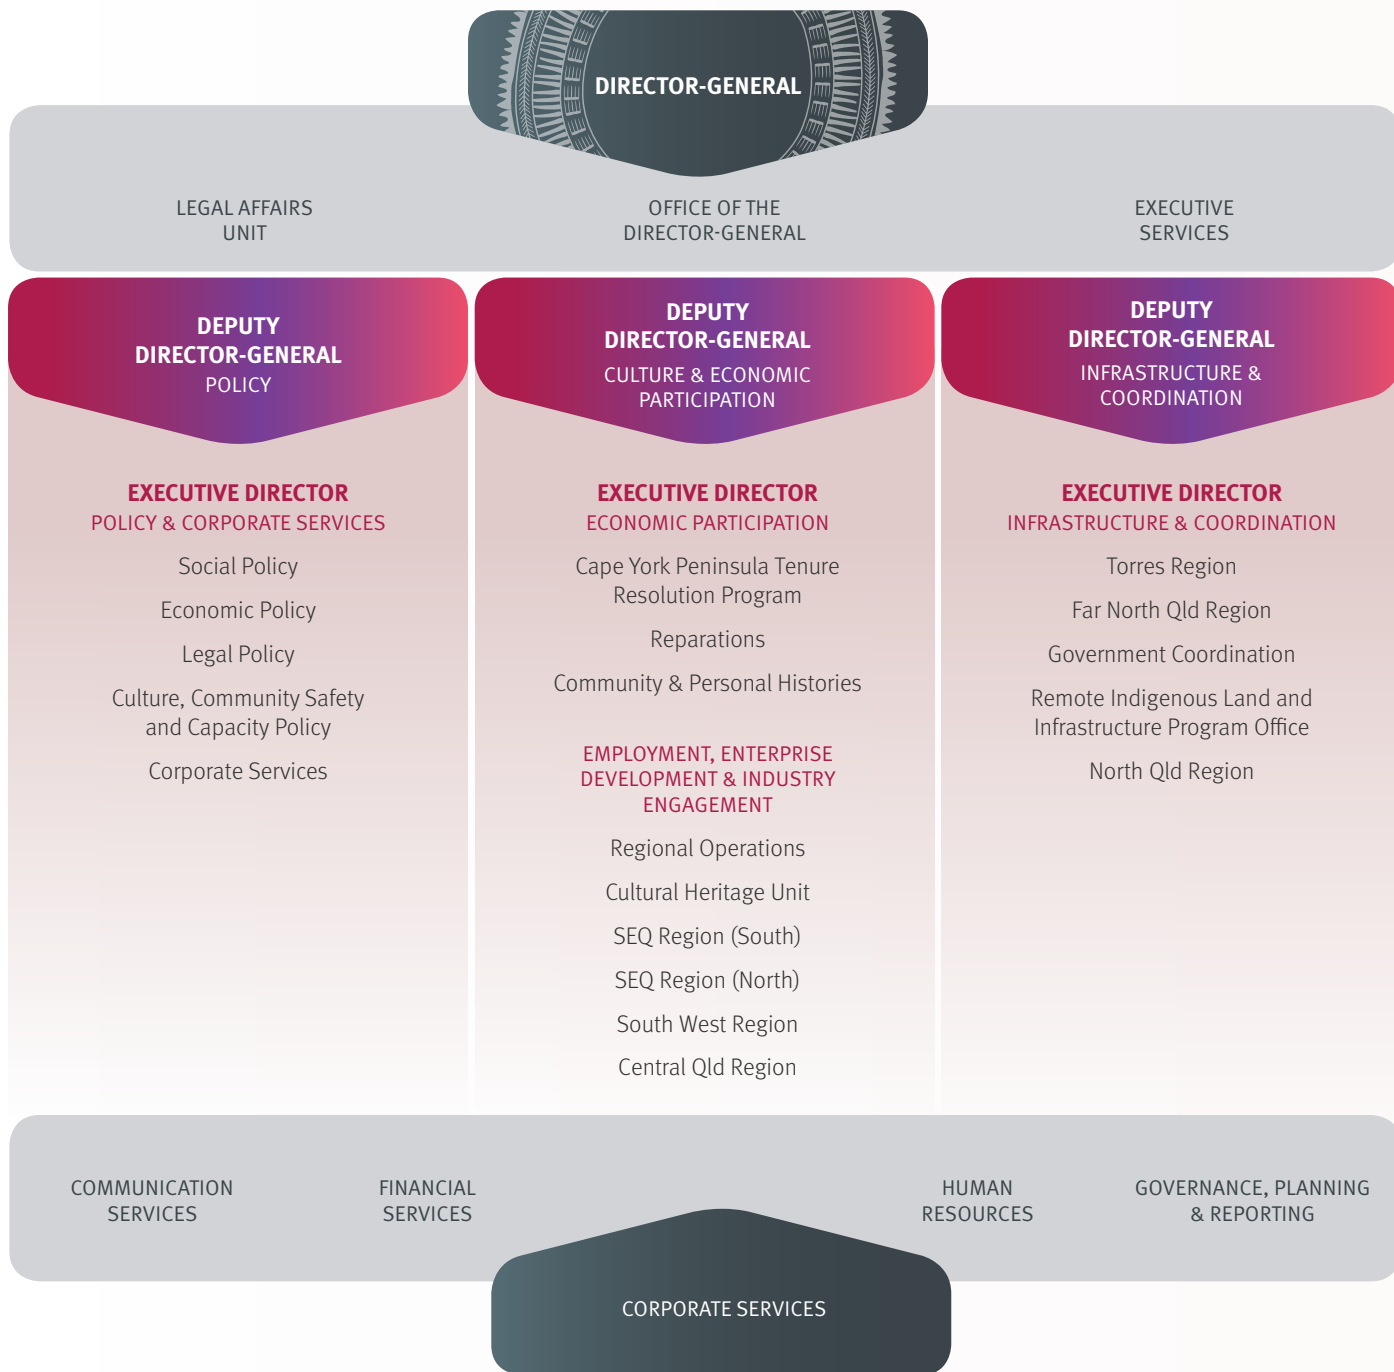 DIRECTOR-GENERAL
LEGAL AFFAIRS
UNIT
OFFICE OF THE
DIRECTOR-GENERAL
EXECUTIVE
SERVICES
DEPUTY
DIRECTOR-GENERAL
POLICY
EXECUTIVE DIRECTOR
POLICY & CORPORATE SERVICES
Social Policy
Economic Policy
Legal Policy
Culture, Community Safety
and Capacity Policy
Corporate Services
DEPUTY
DIRECTOR-GENERAL
CULTURE & ECONOMIC
PARTICIPATION
EXECUTIVE DIRECTOR
ECONOMIC PARTICIPATION
Cape York Peninsula Tenure
Resolution Program
Reparations
Community & Personal Histories
EMPLOYMENT, ENTERPRISE
DEVELOPMENT & INDUSTRY
ENGAGEMENT
Regional Operations
Cultural Heritage Unit
SEQ Region (South)
SEQ Region (North)
South West Region
Central Qld Region
DEPUTY
DIRECTOR-GENERAL
INFRASTRUCTURE &
COORDINATION
EXECUTIVE DIRECTOR
INFRASTRUCTURE & COORDINATION
Torres Region
Far North Qld Region
Government Coordination
Remote Indigenous Land and
Infrastructure Program Office
North Qld Region
COMMUNICATION
SERVICES
FINANCIAL
SERVICES
HUMAN
RESOURCES
GOVERNANCE, PLANNING
& REPORTING
CORPORATE SERVICES